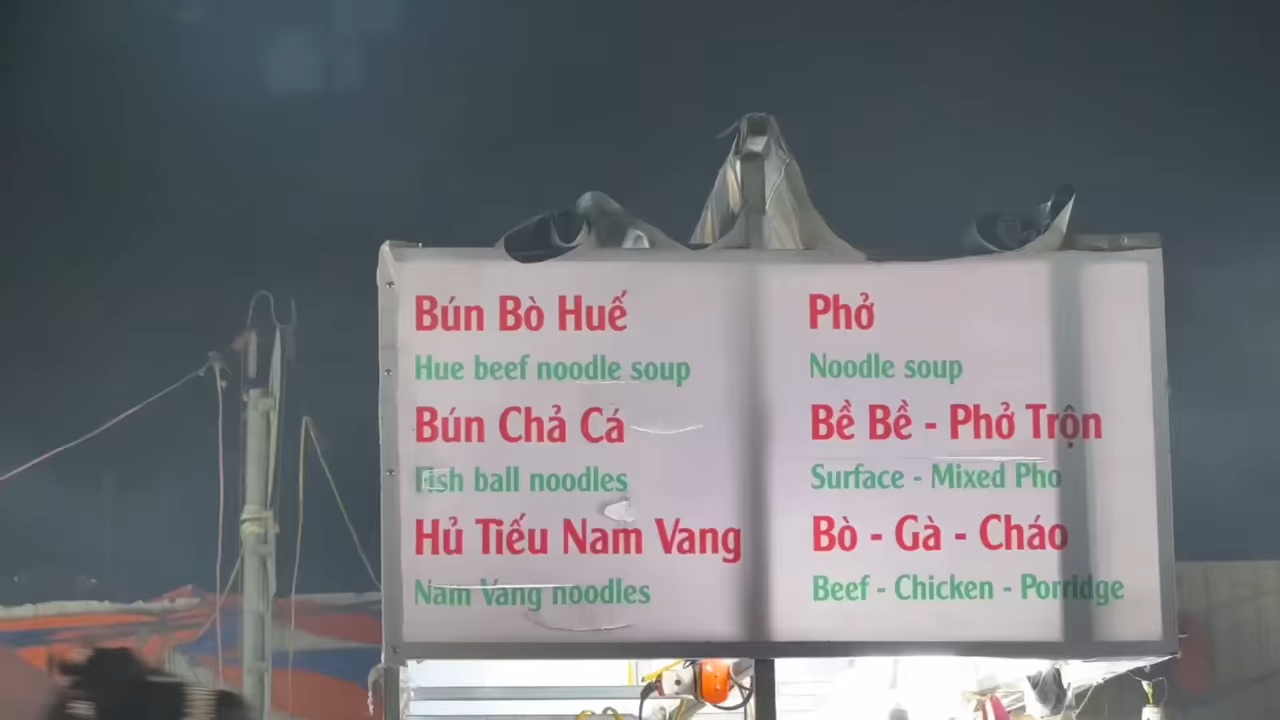 Bún Bò Huế
Hue beef noodle soup
Bún Chả Cá
Fish ball noodles
Hủ Tiếu Nam Vang
Nam Vang noodles
Phở
Noodle soup
Bề Bề - Phở Trộn
Surface - Mixed Pho
Bò - Gà - Cháo
Beef - Chicken - Porridge